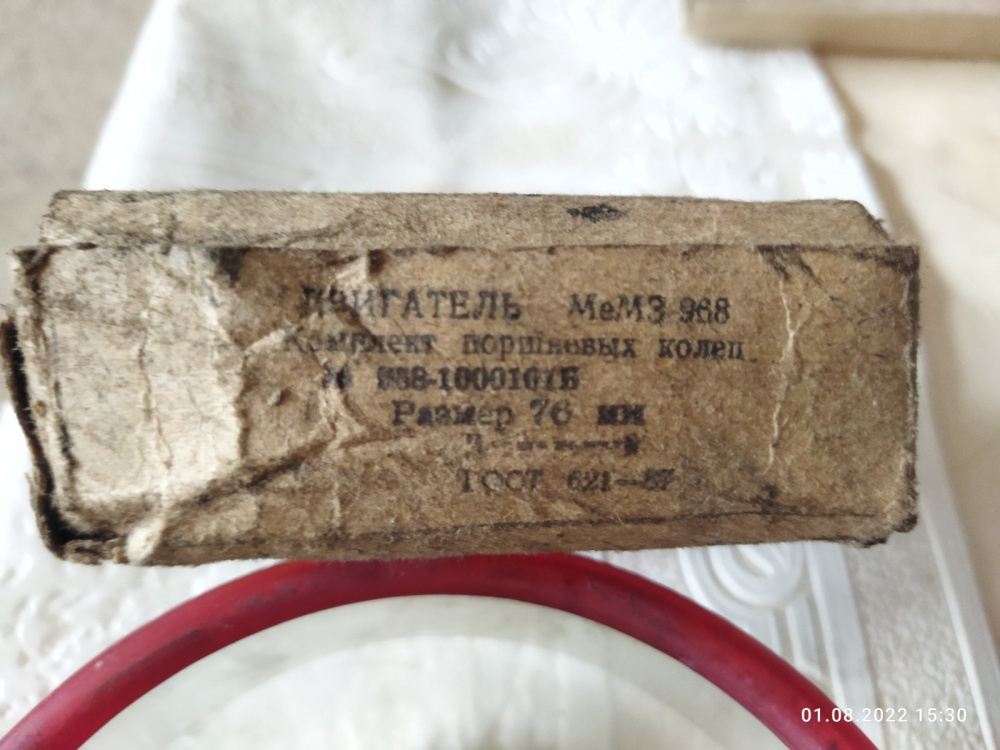 ДВИГАТЕЛЬ МеМЗ-968
Комплект поршневых колец
968-1000101Б
Размер 76 мм
ГОСТ 621—87
01.08.2022 15:30